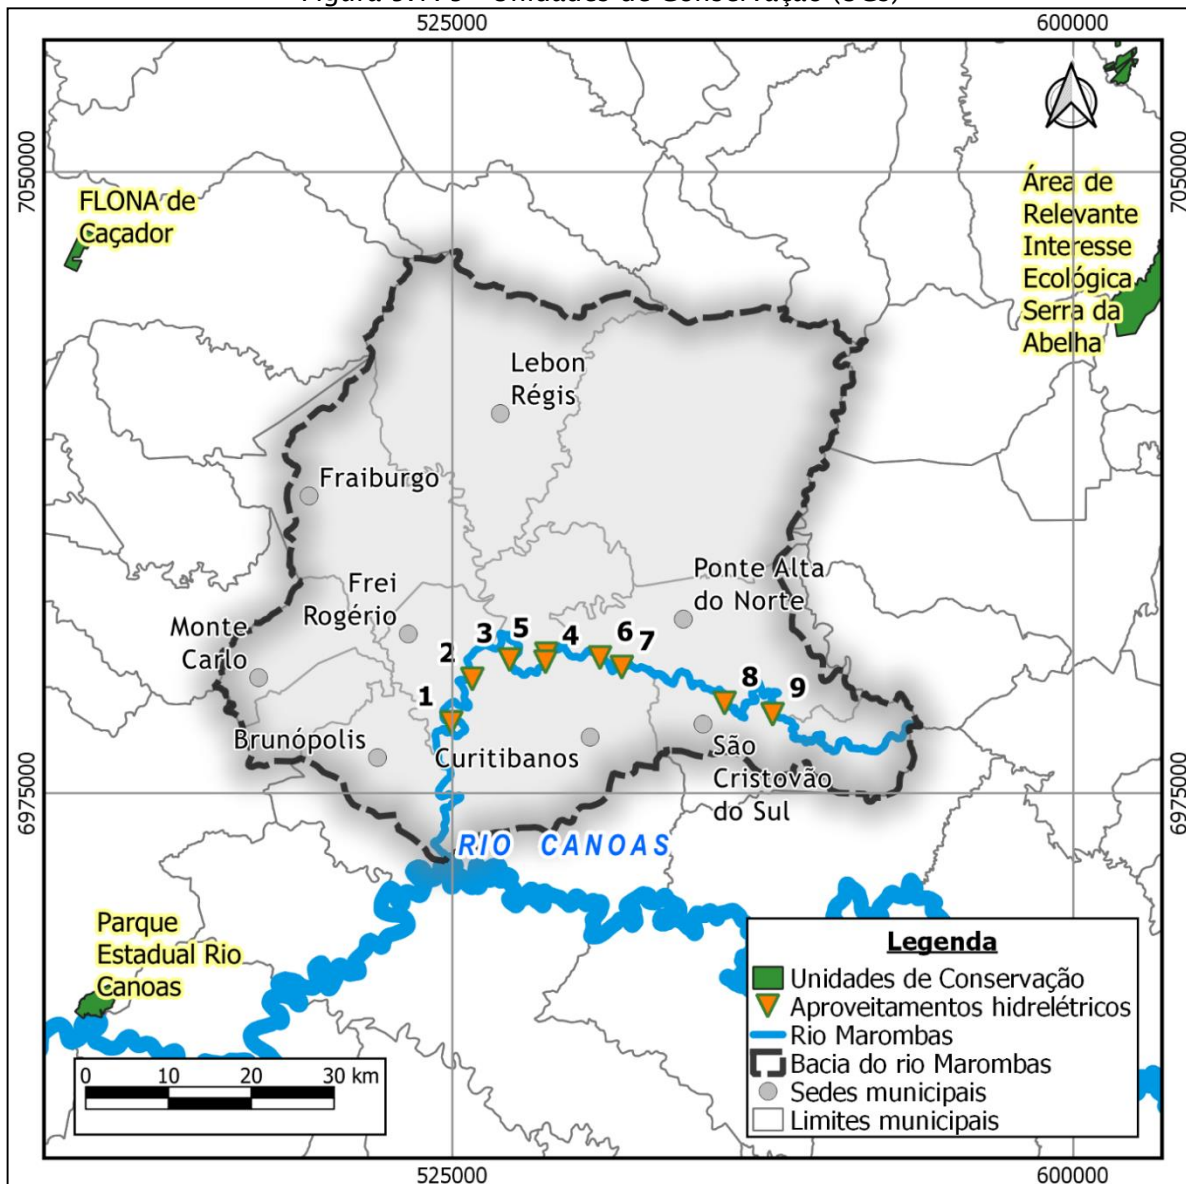 525000
600000
7050000
7050000
FLONA de
Caçador
Área de
Relevante
Interesse
Ecológica
Serra da
Abelha
Lebon
Régis
Fraiburgo
Frei
Rogério
Ponte Alta
do Norte
Monte
Carlo
1
2
3
5
4
6
7
8
9
Brunópolis
Curitibanos
São
Cristovão
do Sul
6975000
6975000
RIO CANOAS
Parque
Estadual Rio
Canoas
Legenda
Unidades de Conservação
Aproveitamentos hidrelétricos
Rio Marombas
Bacia do rio Marombas
Sedes municipais
Limites municipais
0 10 20 30 km
525000
600000